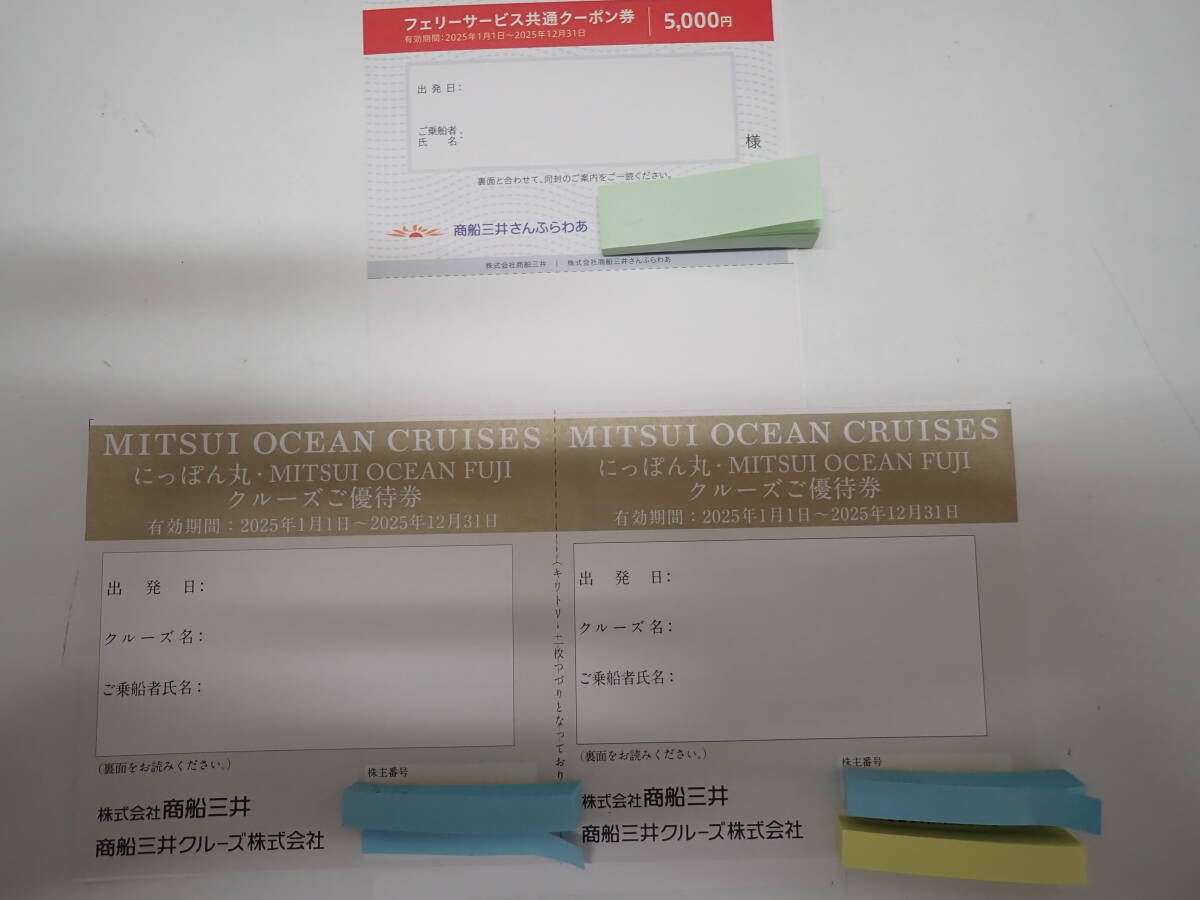 フェリーサービス共通クーポン券 5,000円
有効期間:2025年1月1日～2025年12月31日
出発日:
ご乗船者
氏 名 :
様
裏面と合わせて、同封のご案内をご一読ください。
商船三井さんふらわあ
株式会社商船三井 | 株式会社商船三井さんふらわあ
MITSUI OCEAN CRUISES
にっぽん丸・MITSUI OCEAN FUJI
クルーズご優待券
有効期間：2025年1月1日～2025年12月31日
出 発 日：
クルーズ名：
ご乗船者氏名：
(裏面をお読みください。)
株主番号
株式会社商船三井
商船三井クルーズ株式会社
(キリトリ・二枚つづりとなっており
MITSUI OCEAN CRUISES
にっぽん丸・MITSUI OCEAN FUJI
クルーズご優待券
有効期間：2025年1月1日～2025年12月31日
出 発 日：
クルーズ名：
ご乗船者氏名：
(裏面をお読みください。)
株主番号
株式会社商船三井
商船三井クルーズ株式会社